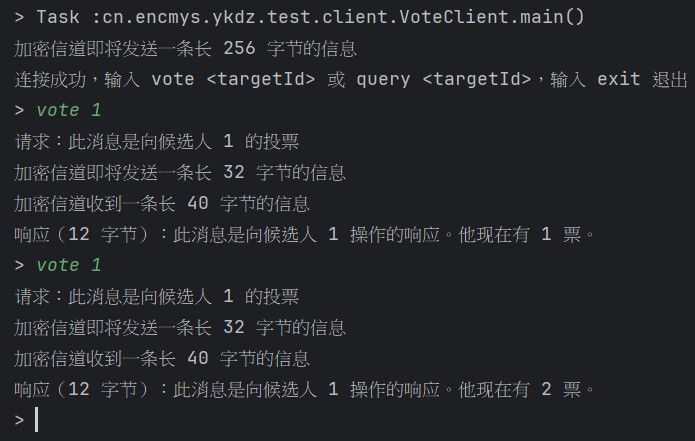 > Task :cn.encmys.ykdz.test.client.VoteClient.main()
加密信道即将发送一条长 256 字节的信息
连接成功，输入 vote <targetId> 或 query <targetId>，输入 exit 退出
> vote 1
请求：此消息是向候选人 1 的投票
加密信道即将发送一条长 32 字节的信息
加密信道收到一条长 40 字节的信息
响应（12 字节）：此消息是向候选人 1 操作的响应。他现在有 1 票。
> vote 1
请求：此消息是向候选人 1 的投票
加密信道即将发送一条长 32 字节的信息
加密信道收到一条长 40 字节的信息
响应（12 字节）：此消息是向候选人 1 操作的响应。他现在有 2 票。
>